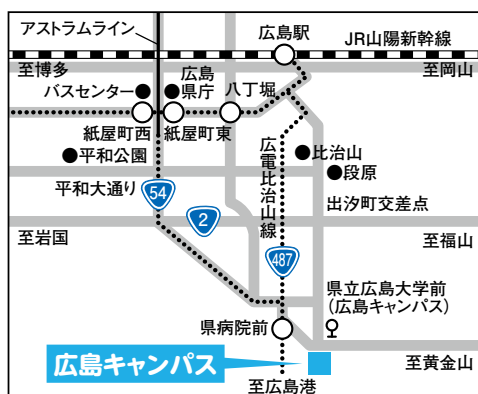 アストラムライン
広島駅
JR山陽新幹線
至博多
至岡山
バスセンター
広島
県庁
八丁堀
紙屋町西
紙屋町東
平和公園
広電比治山線
比治山
段原
平和大通り
54
出汐町交差点
2
至岩国
至福山
487
県立広島大学前
(広島キャンパス)
県病院前
広島キャンパス
至黄金山
至広島港